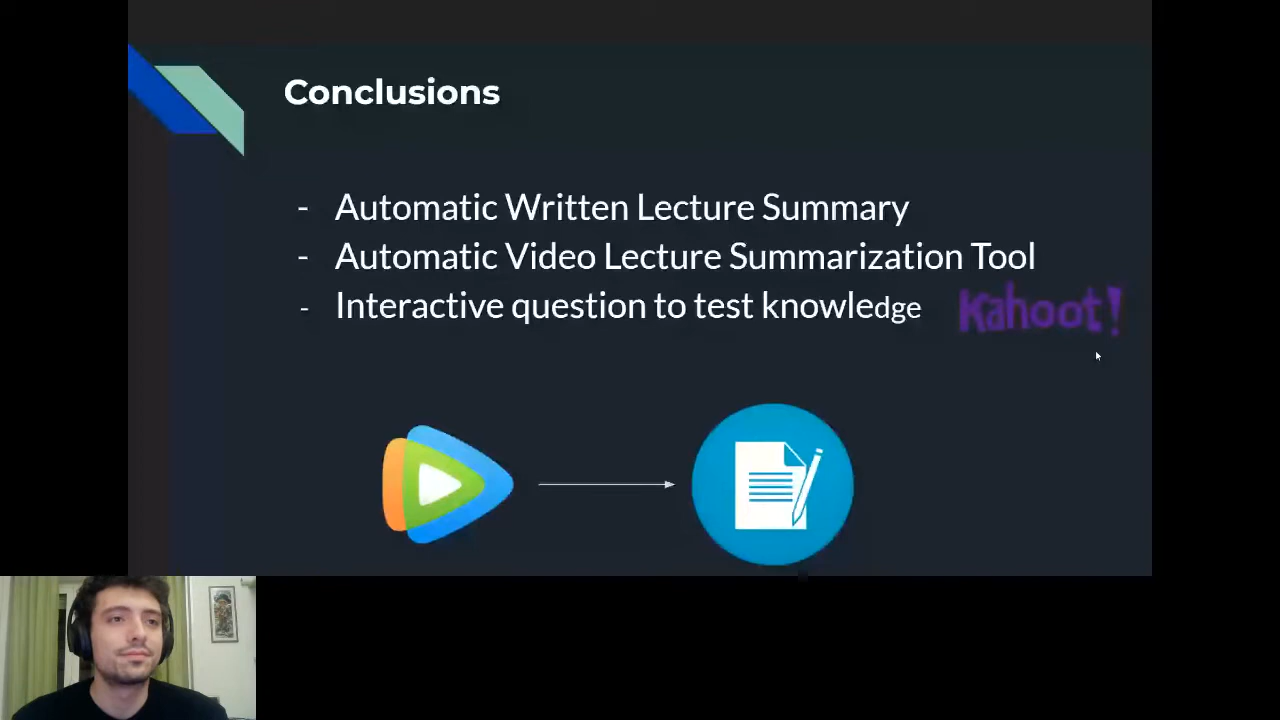 Conclusions
- Automatic Written Lecture Summary
- Automatic Video Lecture Summarization Tool
- Interactive question to test knowledge Kahoot!